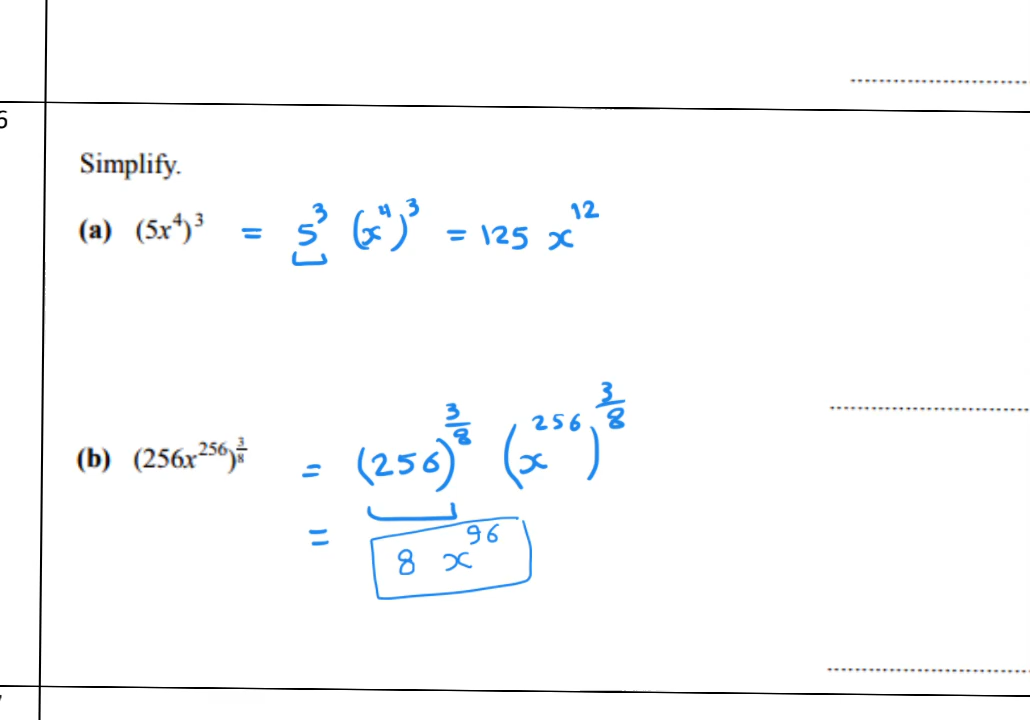 6
Simplify.
(a) (5x⁴)³ = 5³ (x⁴)³ = 125 x¹²
(b) (256x²⁵⁶)^(3/8) = (256)^(3/8) (x²⁵⁶)^(3/8)
= 8 x⁹⁶